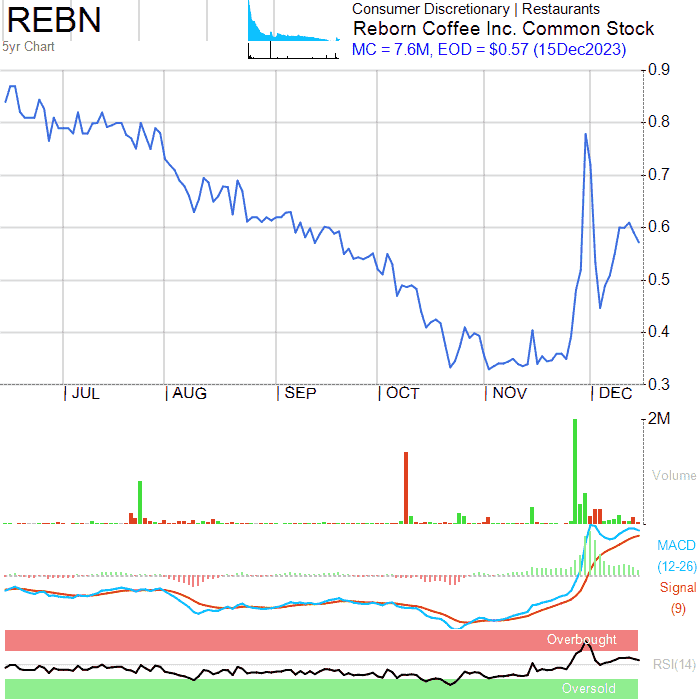 REBN
5yr Chart
Consumer Discretionary | Restaurants
Reborn Coffee Inc. Common Stock
MC = 7.6M, EOD = $0.57 (15Dec2023)
0.9
0.8
0.7
0.6
0.5
0.4
0.3
JUL AUG SEP OCT NOV DEC
2M
Volume
MACD
(12-26)
Signal
(9)
Overbought
RSI(14)
Oversold